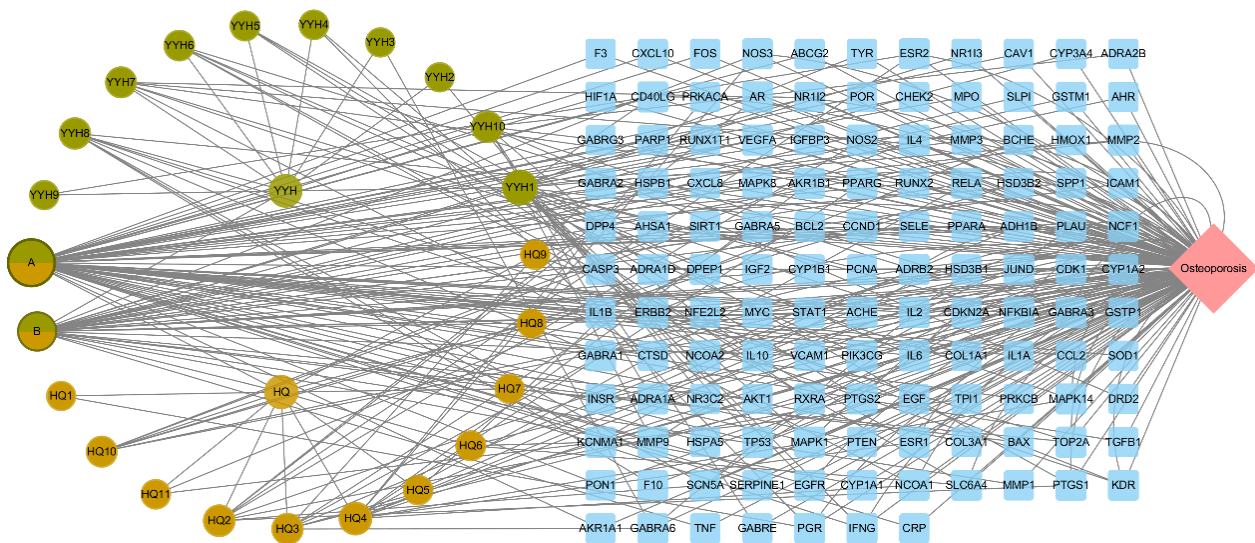 YYH5
YYH4
YYH3
YYH6
YYH2
YYH7
YYH10
YYH8
YYH1
YYH
YYH9
A
B
HQ9
HQ8
HQ7
HQ
HQ1
HQ6
HQ10
HQ5
HQ11
HQ4
HQ2
HQ3
F3 CXCL10 FOS NOS3 ABCG2 TYR ESR2 NR1I3 CAV1 CYP3A4 ADRA2B
HIF1A CD40LG PRKACA AR NR1I2 POR CHEK2 MPO SLPI GSTM1 AHR
GABRG3 PARP1 RUNX1T1 VEGFA IGFBP3 NOS2 IL4 MMP3 BCHE HMOX1 MMP2
GABRA2 HSPB1 CXCL8 MAPK8 AKR1B1 PPARG RUNX2 RELA HSD3B2 SPP1 ICAM1
DPP4 AHSA1 SIRT1 GABRA5 BCL2 CCND1 SELE PPARA ADH1B PLAU NCF1
CASP3 ADRA1D DPEP1 IGF2 CYP1B1 PCNA ADRB2 HSD3B1 JUND CDK1 CYP1A2
IL1B ERBB2 NFE2L2 MYC STAT1 ACHE IL2 CDKN2A NFKBIA GABRA3 GSTP1
GABRA1 CTSD NCOA2 IL10 VCAM1 PIK3CG IL6 COL1A1 IL1A CCL2 SOD1
INSR ADRA1A NR3C2 AKT1 RXRA PTGS2 EGF TPI1 PRKCB MAPK14 DRD2
KCNMA1 MMP9 HSPA5 TP53 MAPK1 PTEN ESR1 COL3A1 BAX TOP2A TGFB1
PON1 F10 SCN5A SERPINE1 EGFR CYP1A1 NCOA1 SLC6A4 MMP1 PTGS1 KDR
AKR1A1 GABRA6 TNF GABRE PGR IFNG CRP
Osteoporosis